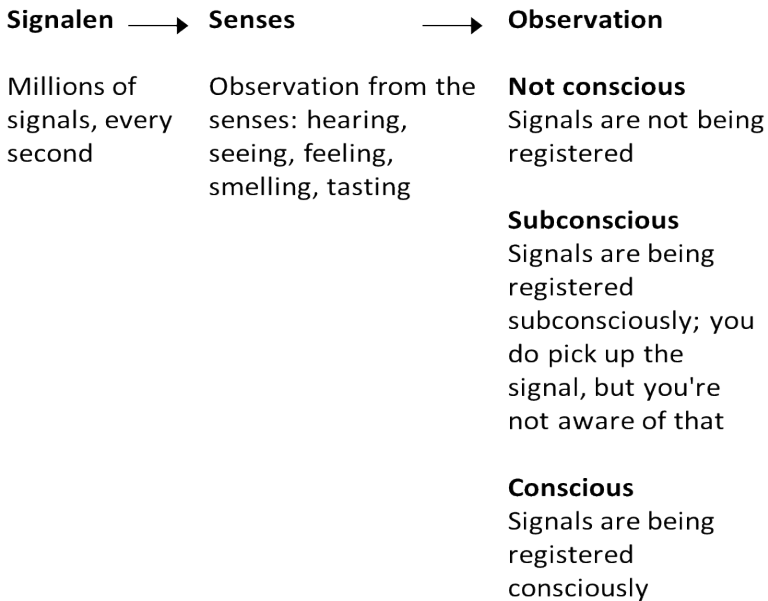 Signalen
Millions of
signals, every
second
Senses
Observation from the
senses: hearing,
seeing, feeling,
smelling, tasting
Observation
Not conscious
Signals are not being
registered
Subconscious
Signals are being
registered
subconsciously; you
do pick up the
signal, but you're
not aware of that
Conscious
Signals are being
registered
consciously